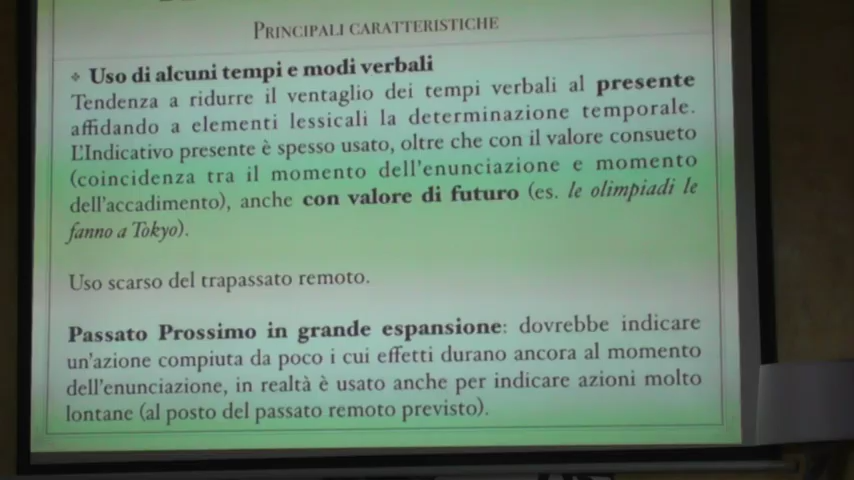 PRINCIPALI CARATTERISTICHE
❖ Uso di alcuni tempi e modi verbali
Tendenza a ridurre il ventaglio dei tempi verbali al presente
affidando a elementi lessicali la determinazione temporale.
L'Indicativo presente è spesso usato, oltre che con il valore consueto
(coincidenza tra il momento dell'enunciazione e momento
dell'accadimento), anche con valore di futuro (es. le olimpiadi le
fanno a Tokyo).
Uso scarso del trapassato remoto.
Passato Prossimo in grande espansione: dovrebbe indicare
un'azione compiuta da poco i cui effetti durano ancora al momento
dell'enunciazione, in realtà è usato anche per indicare azioni molto
lontane (al posto del passato remoto previsto).